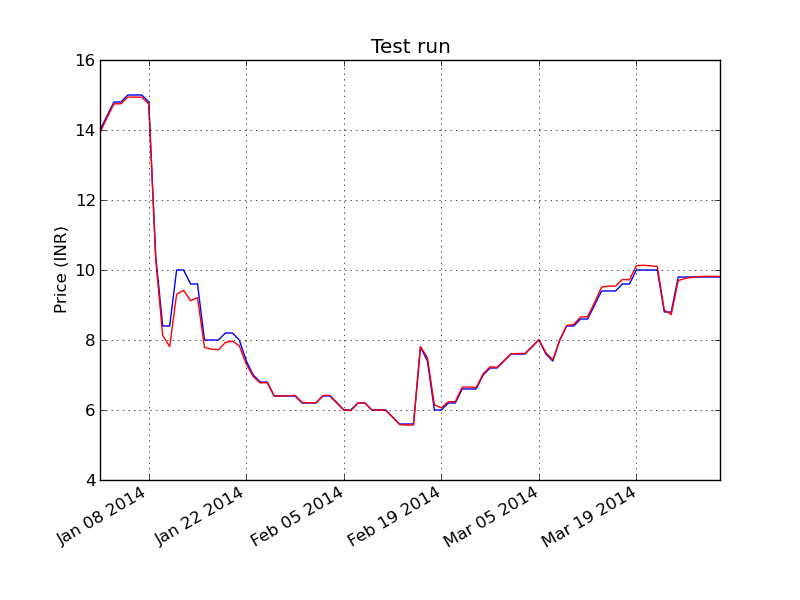 Test run
Price (INR)
16
14
12
10
8
6
4
Jan 08 2014
Jan 22 2014
Feb 05 2014
Feb 19 2014
Mar 05 2014
Mar 19 2014